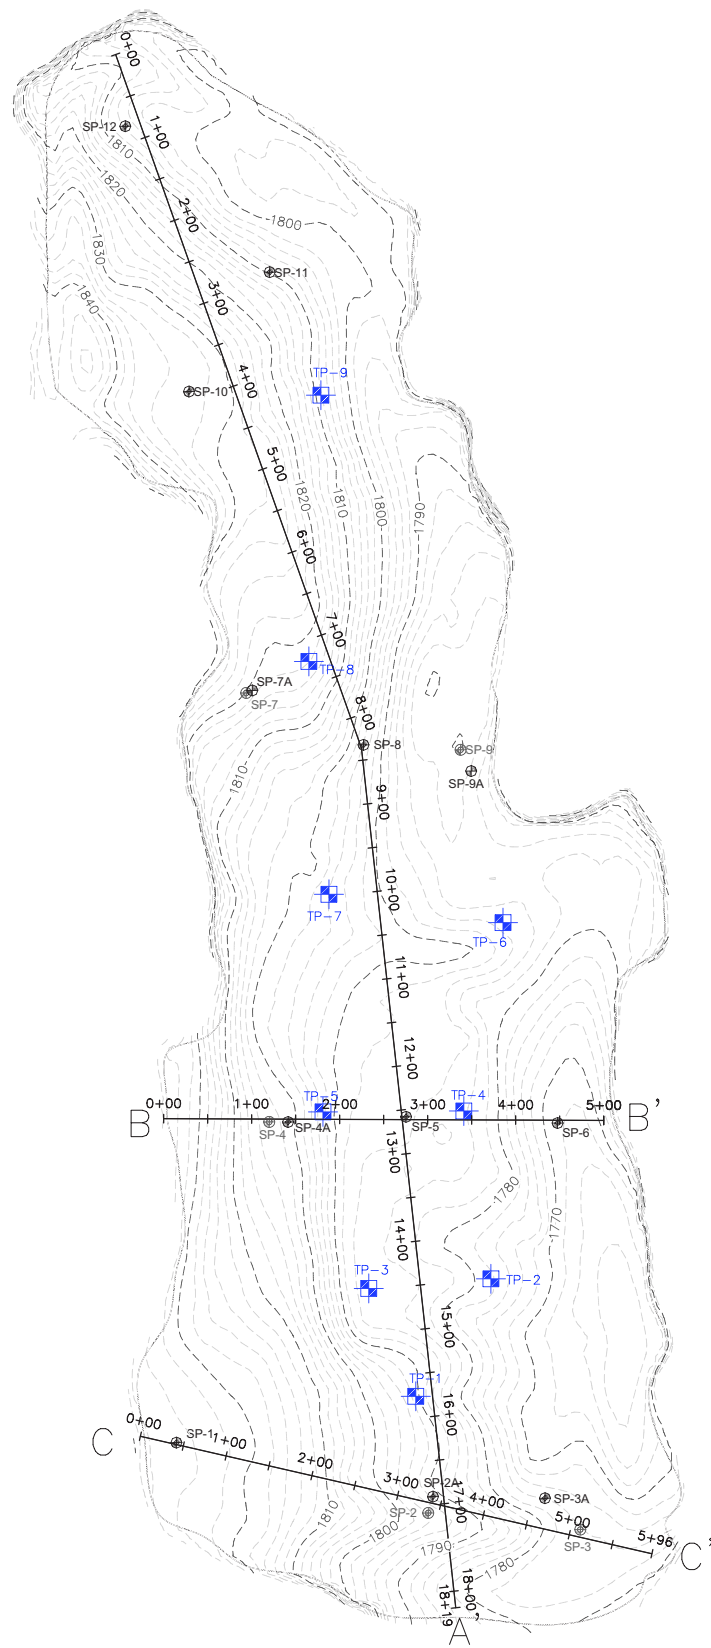 0+00
SP-12
1+00
1810
1820
2+00
1800
1830
SP-11
3+00
1840
TP-9
4+00
SP-10
5+00
1820
1810
1800
1790
6+00
7+00
TP-8
SP-7A
SP-7
8+00
SP-8
SP-9
1810
SP-9A
9+00
10+00
TP-7
TP-6
11+00
12+00
TP-5
TP-4
0+00
1+00
2+00
3+00
4+00
5+00
B
B'
SP-4
SP-4A
SP-5
SP-6
13+00
1780
1770
14+00
TP-3
TP-2
15+00
TP-1
16+00
0+00
C
SP-1
1+00
2+00
3+00
SP-2A
4+00
SP-3A
17+00
SP-2
5+00
1810
1800
1790
SP-3
5+96
C'
1780
18+00
18+19
A'